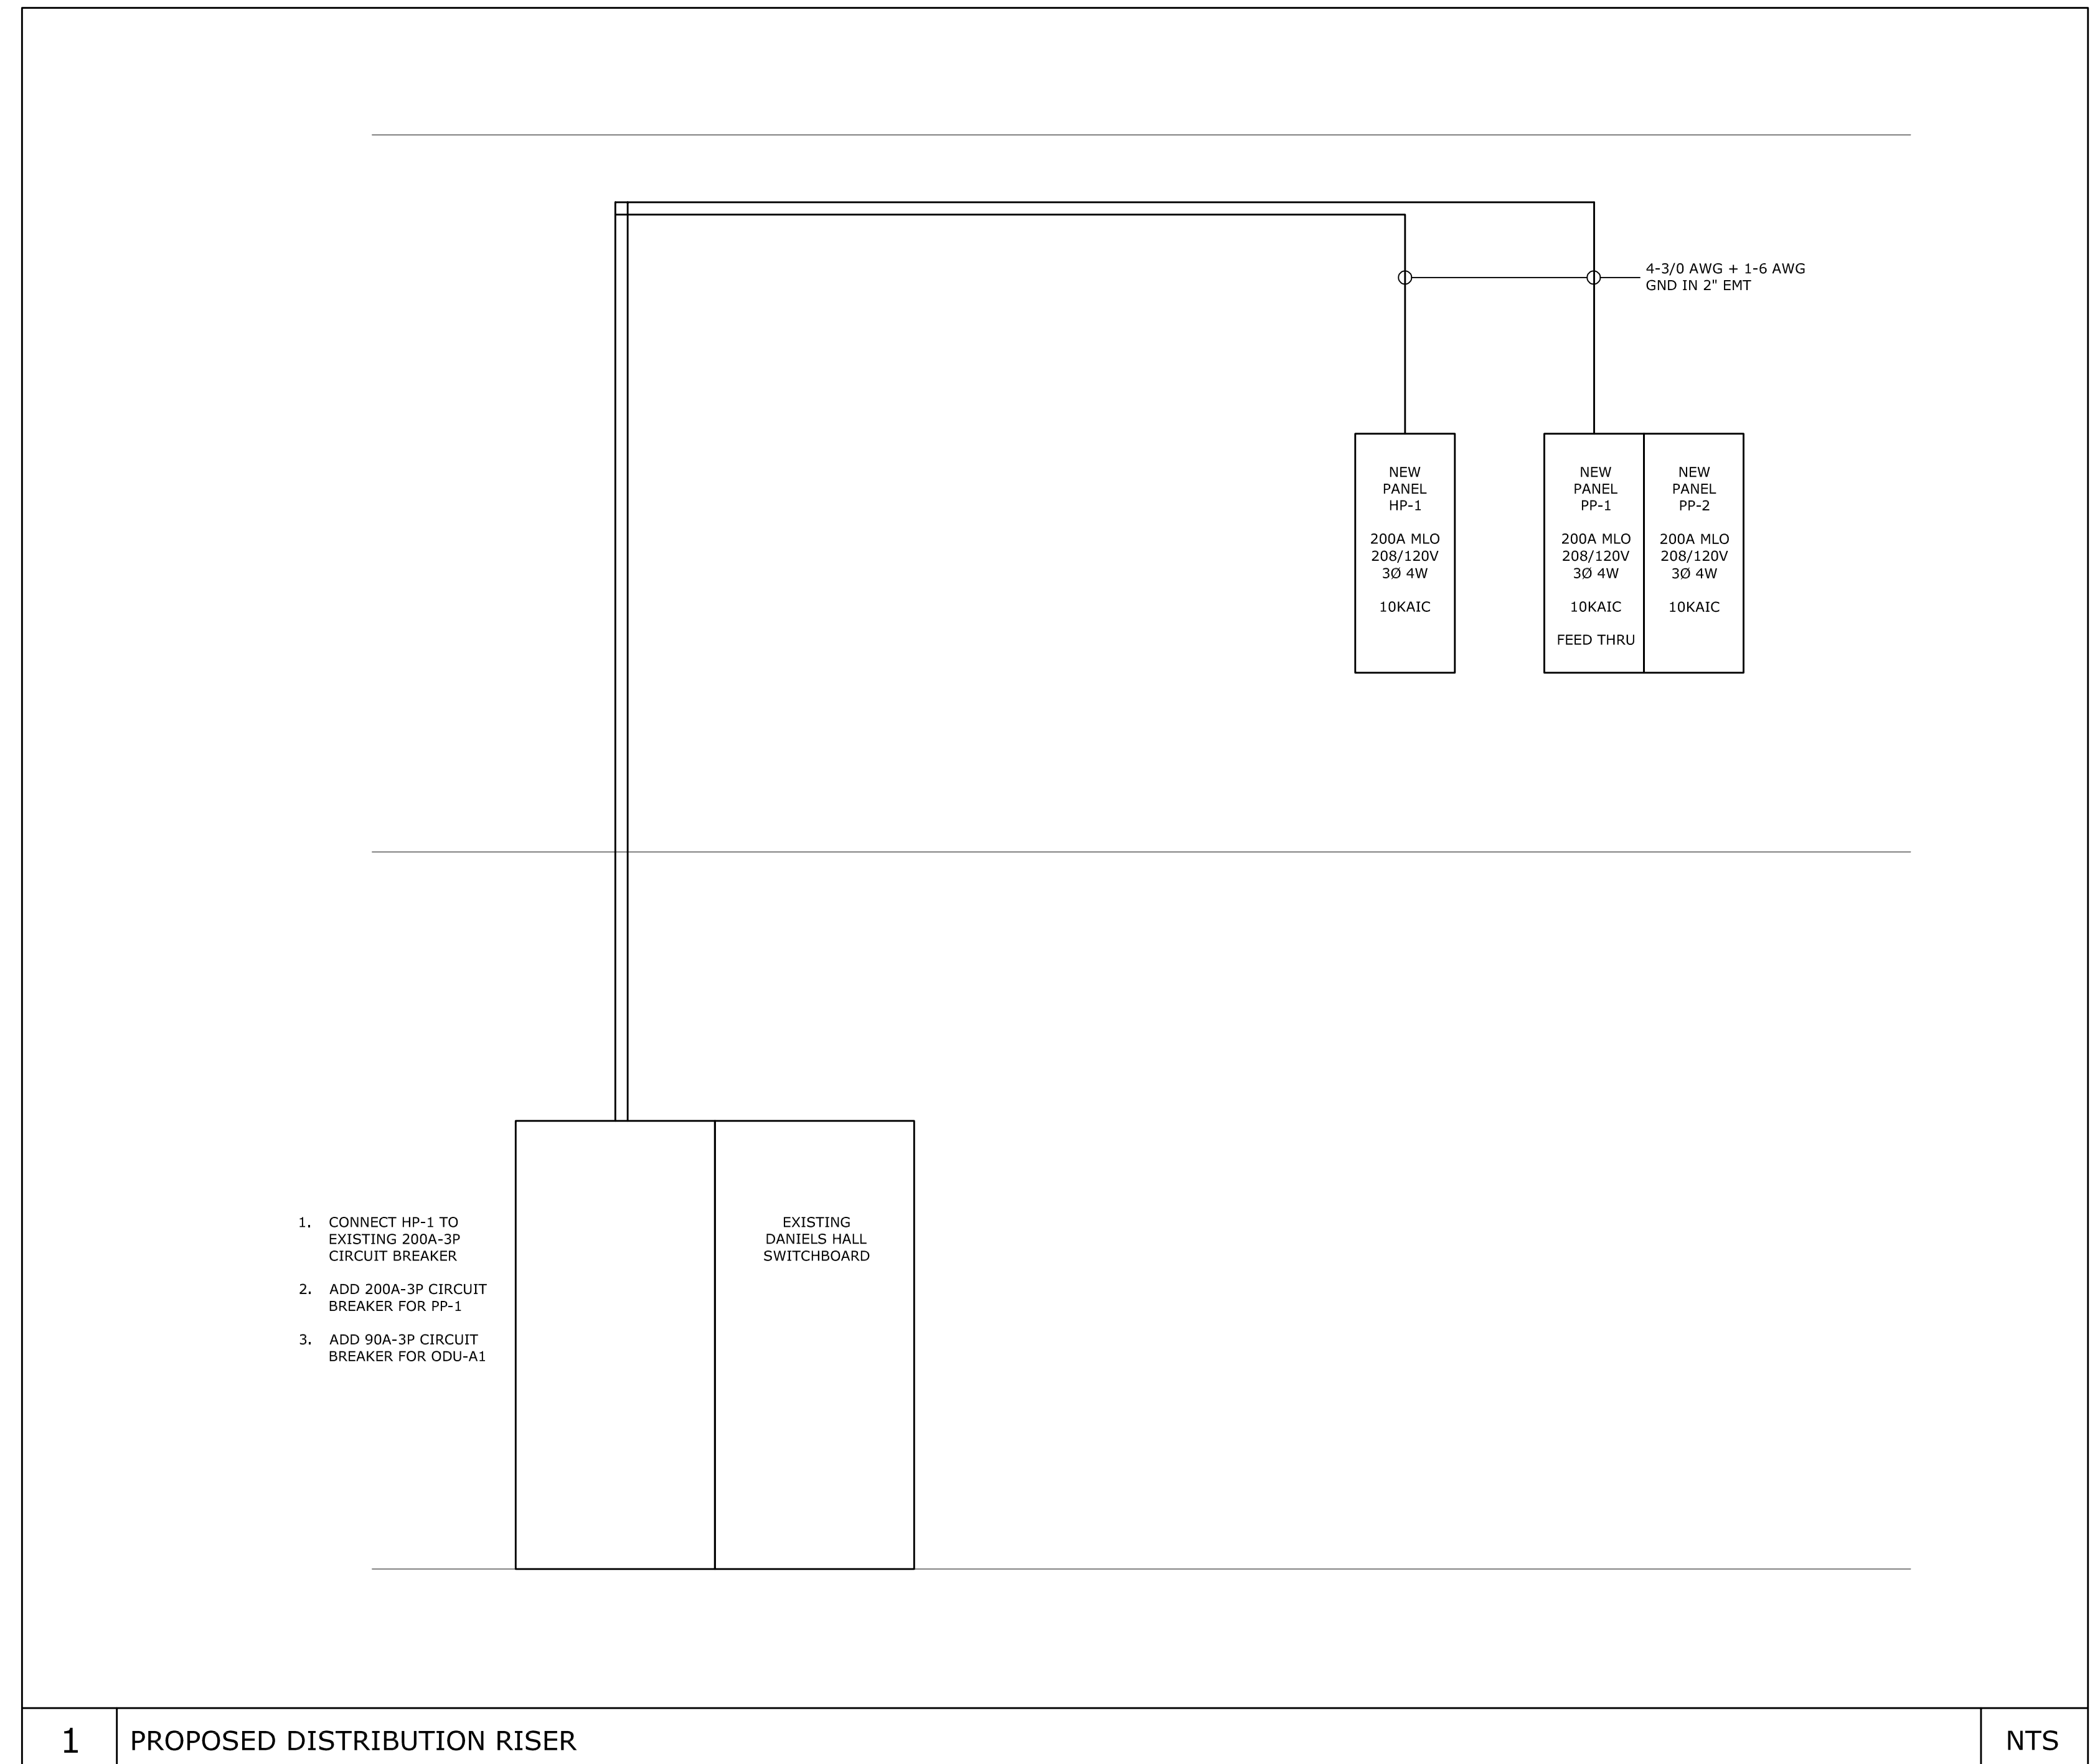 4-3/0 AWG + 1-6 AWG
GND IN 2" EMT
NEW
PANEL
HP-1
200A MLO
208/120V
3Ø 4W
10KAIC
NEW
PANEL
PP-1
200A MLO
208/120V
3Ø 4W
10KAIC
FEED THRU
NEW
PANEL
PP-2
200A MLO
208/120V
3Ø 4W
10KAIC
1. CONNECT HP-1 TO
EXISTING 200A-3P
CIRCUIT BREAKER
2. ADD 200A-3P CIRCUIT
BREAKER FOR PP-1
3. ADD 90A-3P CIRCUIT
BREAKER FOR ODU-A1
EXISTING
DANIELS HALL
SWITCHBOARD
1 PROPOSED DISTRIBUTION RISER NTS